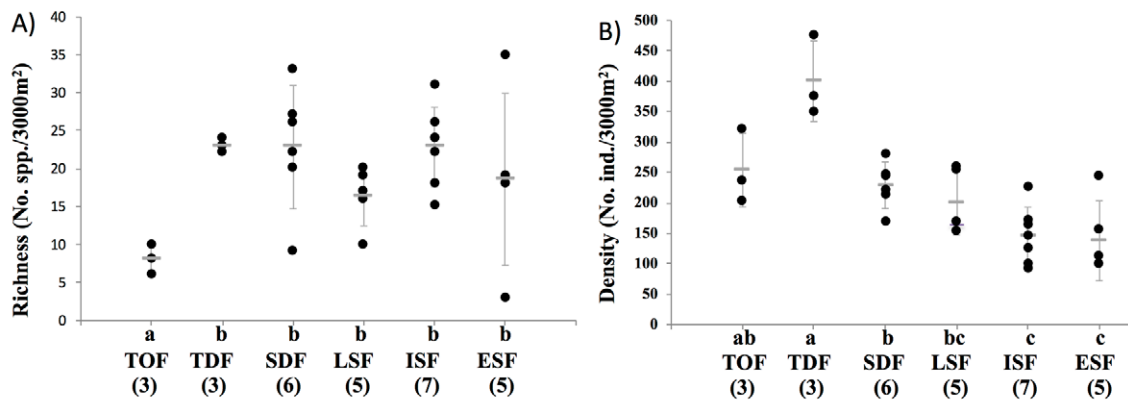 A)
Richness (No. spp./3000m²)
40
35
30
25
20
15
10
5
0
a b b b b b
TOF TDF SDF LSF ISF ESF
(3) (3) (6) (5) (7) (5)
B)
Density (No. ind./3000m²)
500
450
400
350
300
250
200
150
100
50
0
ab a b bc c c
TOF TDF SDF LSF ISF ESF
(3) (3) (6) (5) (7) (5)